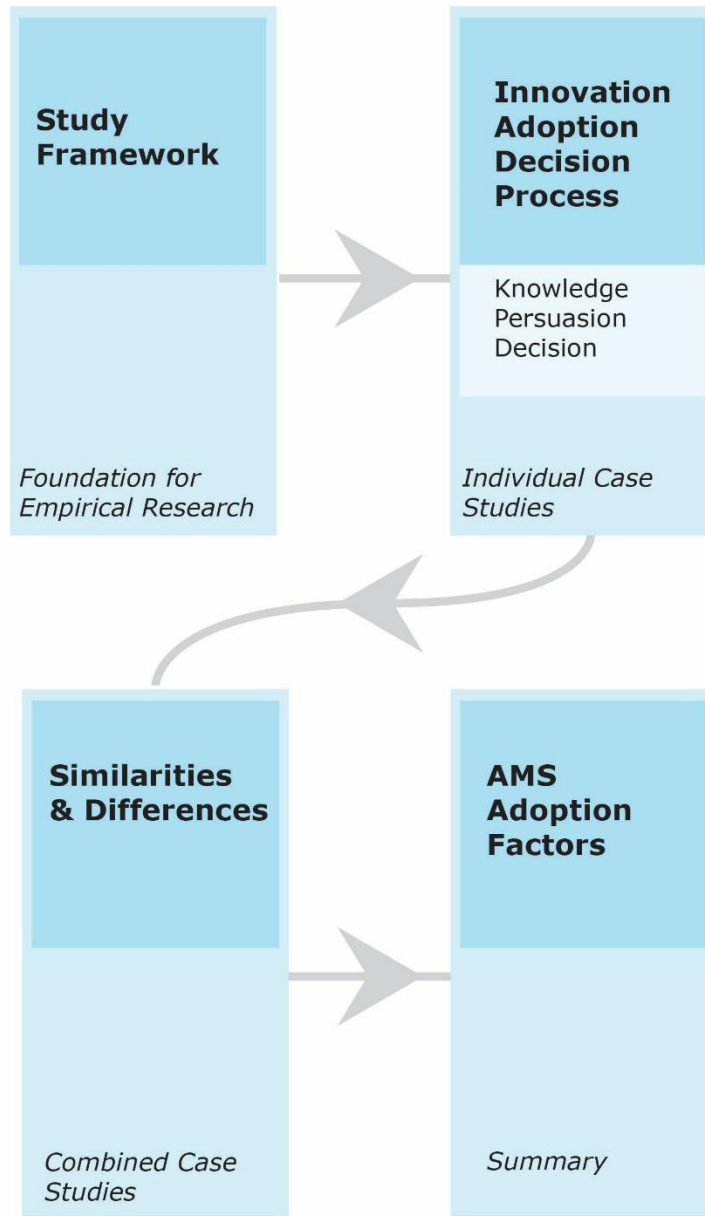 Study
Framework
Foundation for
Empirical Research
Innovation
Adoption
Decision
Process
Knowledge
Persuasion
Decision
Individual Case
Studies
Similarities
& Differences
Combined Case
Studies
AMS
Adoption
Factors
Summary